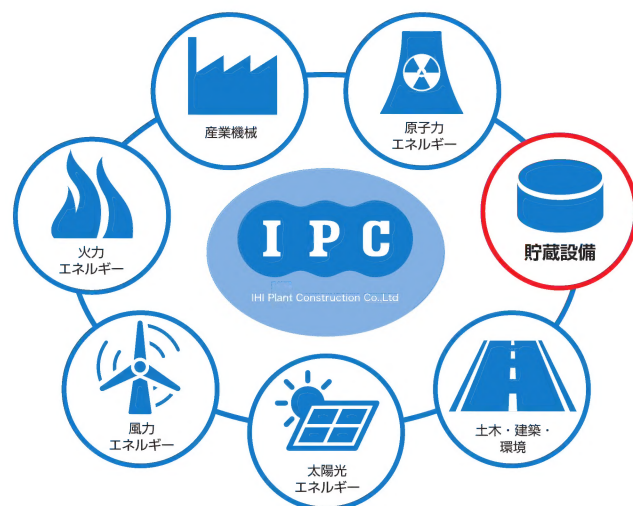 産業機械
原子力
エネルギー
火力
エネルギー
I P C
IHI Plant Construction Co.,Ltd
貯蔵設備
風力
エネルギー
太陽光
エネルギー
土木・建築・
環境